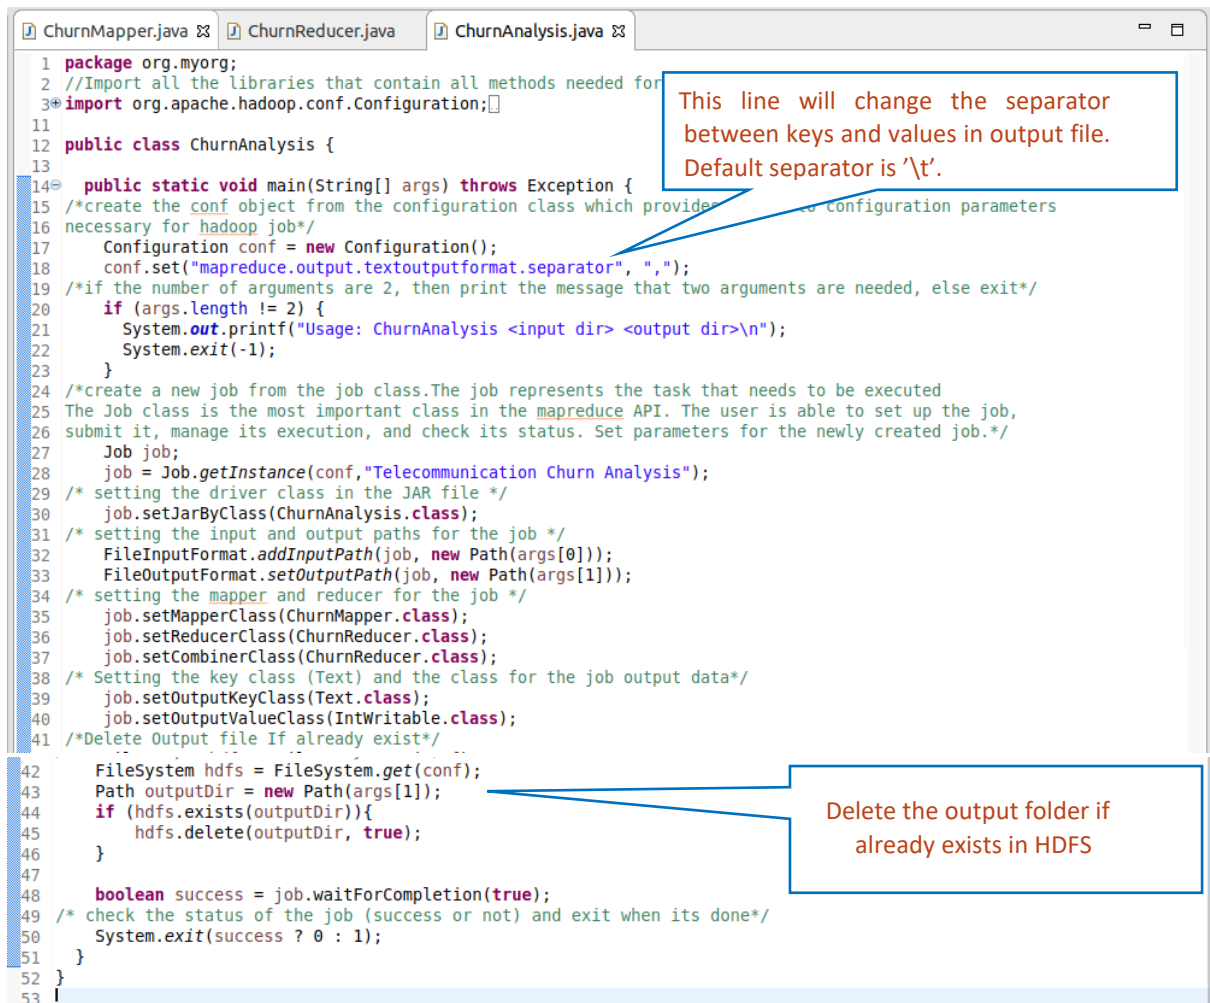 ChurnMapper.java ChurnReducer.java ChurnAnalysis.java
1 package org.myorg;
2 //Import all the libraries that contain all methods needed for
3 import org.apache.hadoop.conf.Configuration;
11
12 public class ChurnAnalysis {
13
14 public static void main(String[] args) throws Exception {
15 /*create the conf object from the configuration class which provides to configuration parameters
16 necessary for hadoop job*/
17 Configuration conf = new Configuration();
18 conf.set("mapreduce.output.textoutputformat.separator", ",");
19 /*if the number of arguments are 2, then print the message that two arguments are needed, else exit*/
20 if (args.length != 2) {
21 System.out.printf("Usage: ChurnAnalysis <input dir> <output dir>\n");
22 System.exit(-1);
23 }
24 /*create a new job from the job class.The job represents the task that needs to be executed
25 The Job class is the most important class in the mapreduce API. The user is able to set up the job,
26 submit it, manage its execution, and check its status. Set parameters for the newly created job.*/
27 Job job;
28 job = Job.getInstance(conf,"Telecommunication Churn Analysis");
29 /* setting the driver class in the JAR file */
30 job.setJarByClass(ChurnAnalysis.class);
31 /* setting the input and output paths for the job */
32 FileInputFormat.addInputPath(job, new Path(args[0]));
33 FileOutputFormat.setOutputPath(job, new Path(args[1]));
34 /* setting the mapper and reducer for the job */
35 job.setMapperClass(ChurnMapper.class);
36 job.setReducerClass(ChurnReducer.class);
37 job.setCombinerClass(ChurnReducer.class);
38 /* Setting the key class (Text) and the class for the job output data*/
39 job.setOutputKeyClass(Text.class);
40 job.setOutputValueClass(IntWritable.class);
41 /*Delete Output file If already exist*/
42 FileSystem hdfs = FileSystem.get(conf);
43 Path outputDir = new Path(args[1]);
44 if (hdfs.exists(outputDir)){
45 hdfs.delete(outputDir, true);
46 }
47
48 boolean success = job.waitForCompletion(true);
49 /* check the status of the job (success or not) and exit when its done*/
50 System.exit(success ? 0 : 1);
51 }
52 }
53
This line will change the separator
between keys and values in output file.
Default separator is '\t'.
Delete the output folder if
already exists in HDFS